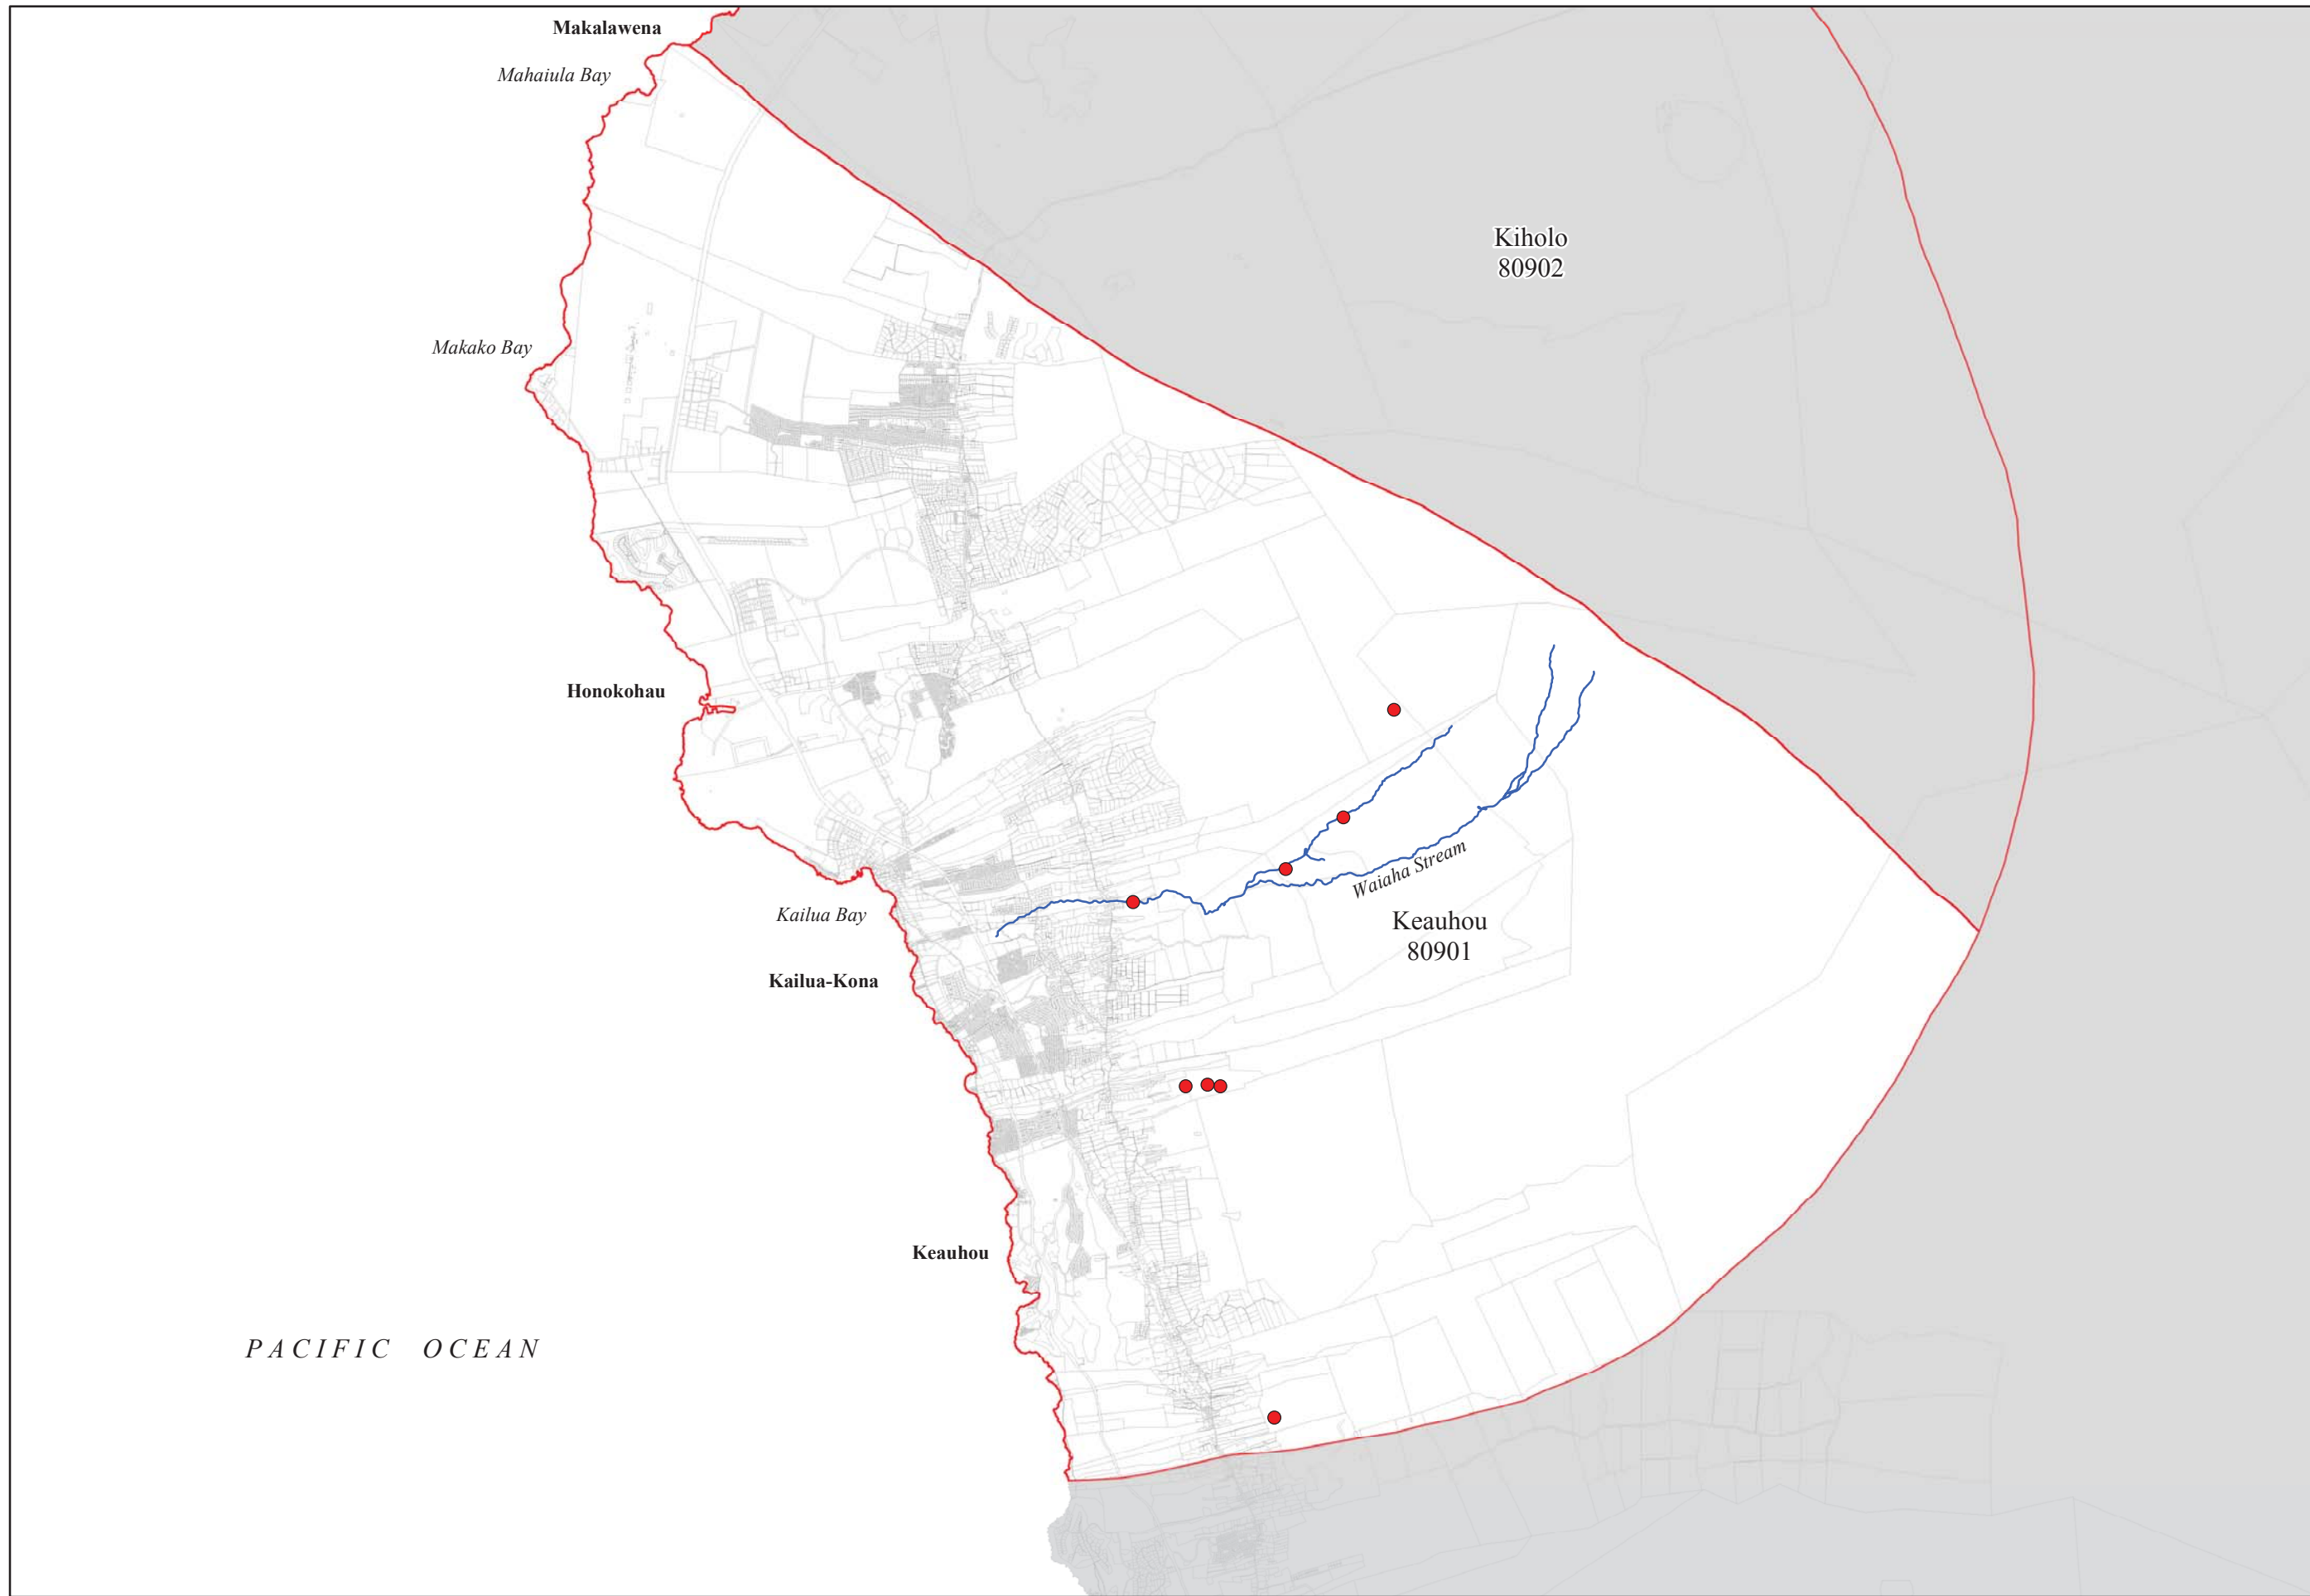 Makalawena
Mahaiula Bay
Kiholo
80902
Makako Bay
Honokohau
Waiaha Stream
Kailua Bay
Keauhou
80901
Kailua-Kona
Keauhou
PACIFIC OCEAN